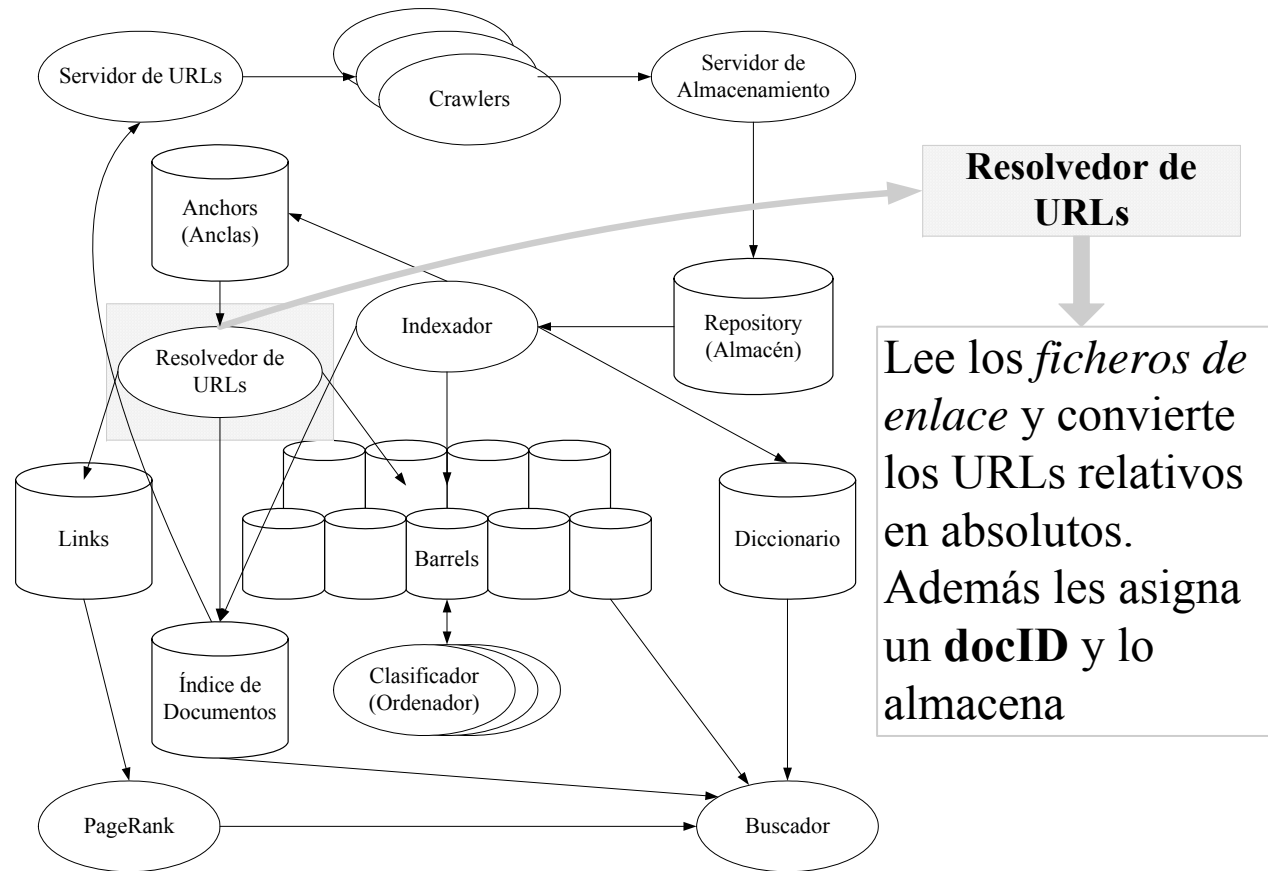 Servidor de URLs
Crawlers
Servidor de
Almacenamiento
Anchors
(Anclas)
Resolvedor de
URLs
Indexador
Repository
(Almacén)
Resolvedor de
URLs
Lee los ficheros de
enlace y convierte
los URLs relativos
en absolutos.
Además les asigna
un docID y lo
almacena
Links
Barrels
Diccionario
Índice de
Documentos
Clasificador
(Ordenador)
PageRank
Buscador